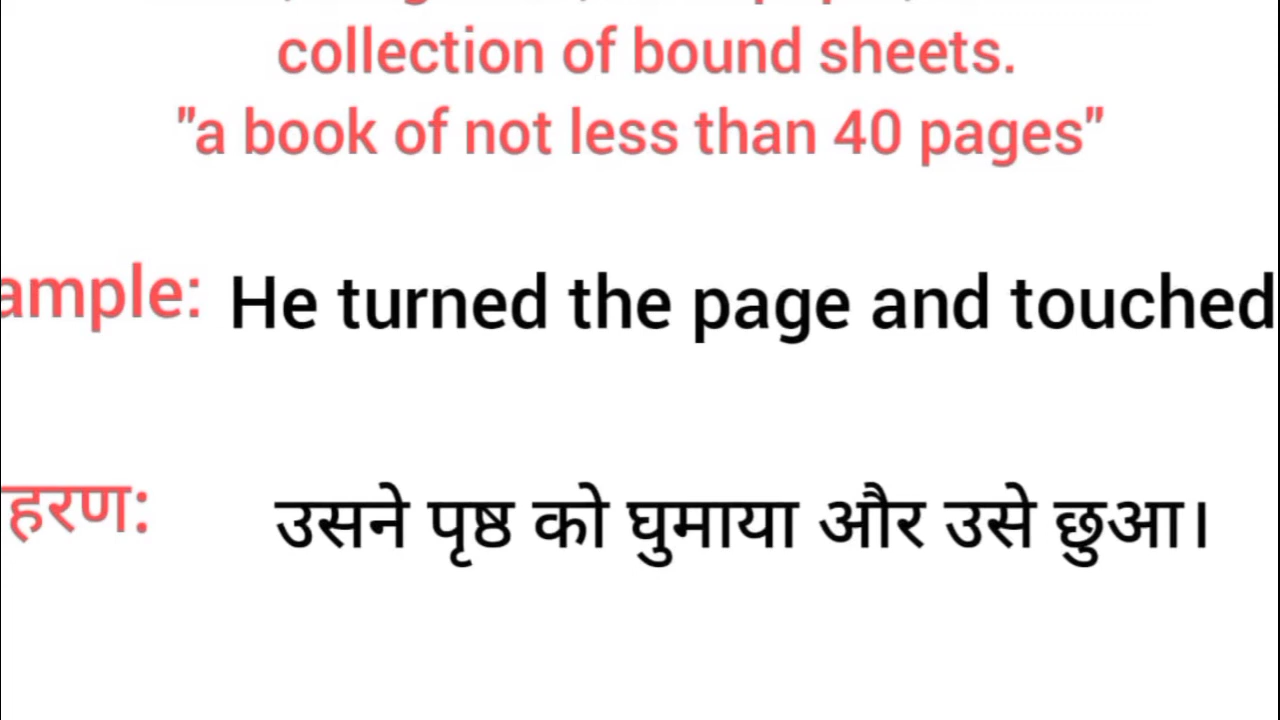 collection of bound sheets.
"a book of not less than 40 pages"
ample: He turned the page and touched
हरण: उसने पृष्ठ को घुमाया और उसे छुआ।